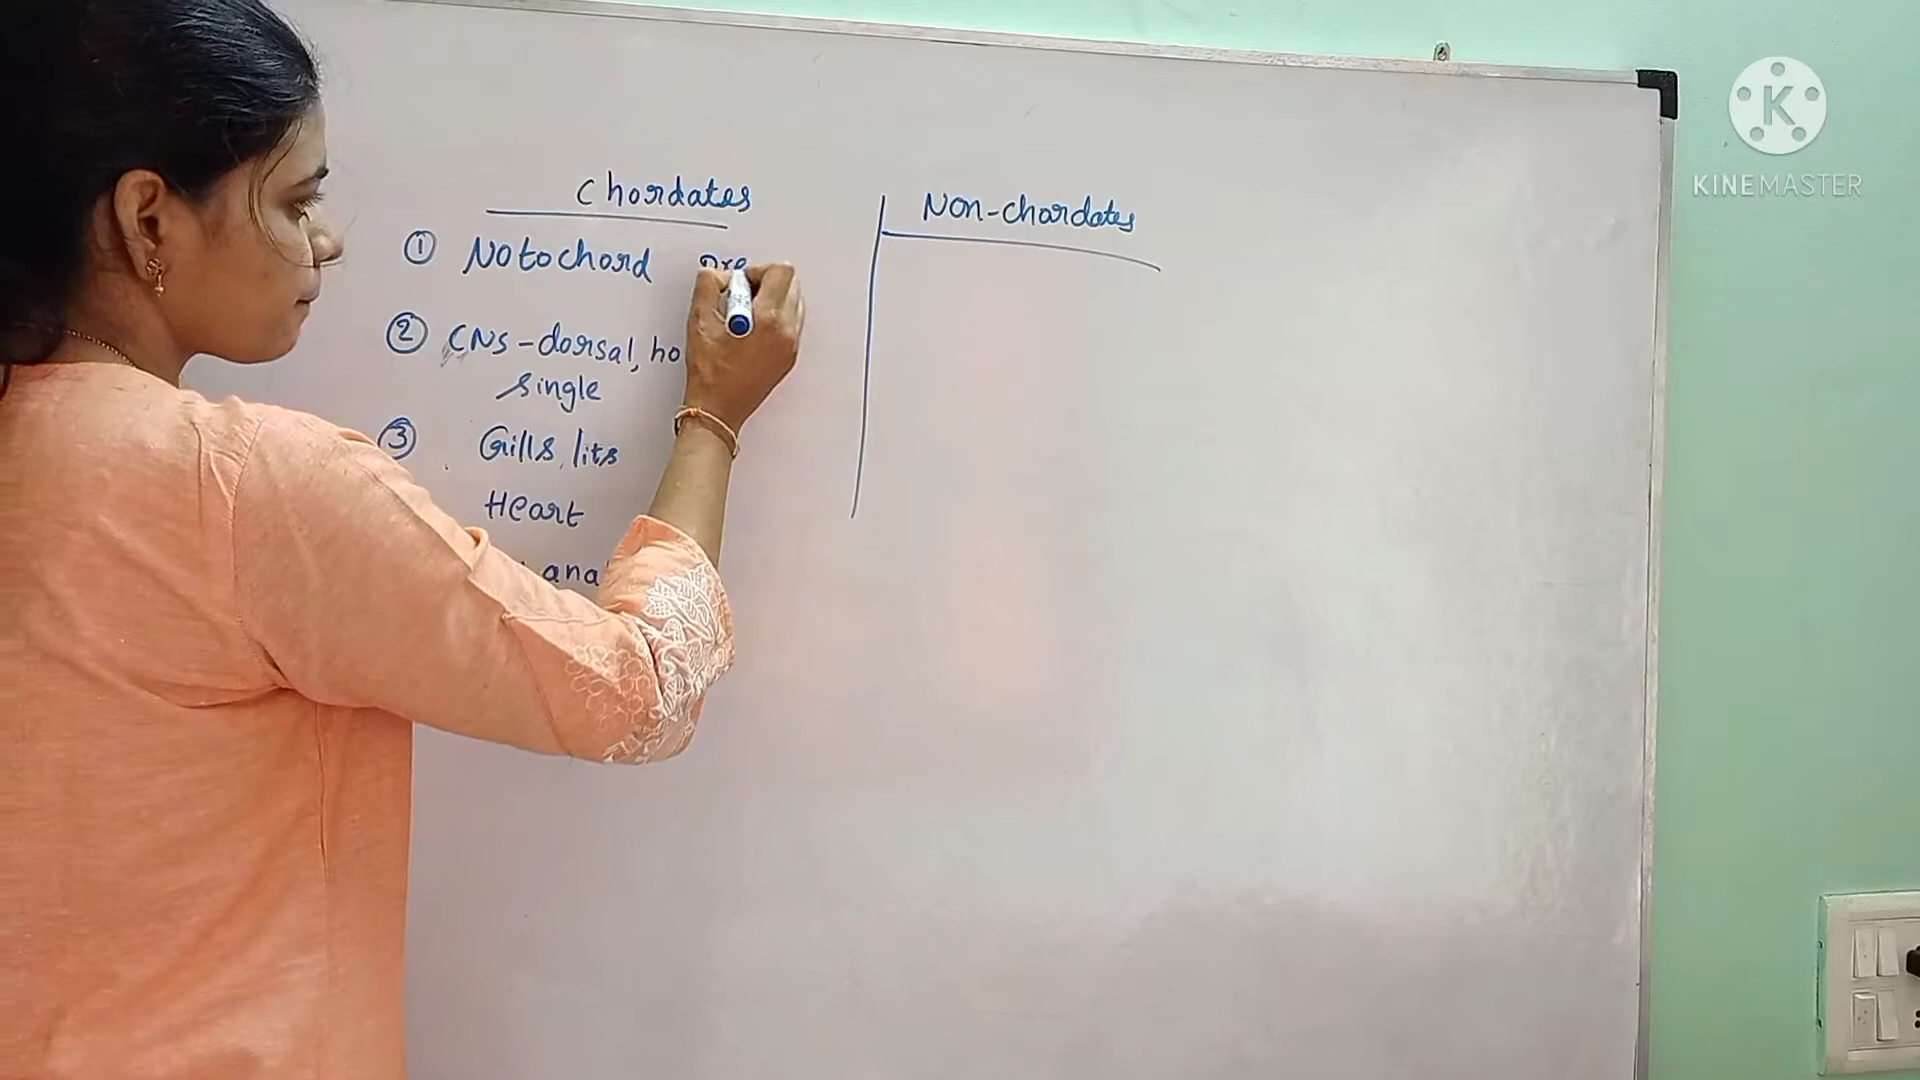 Chordates
Non-chordates
① Notochord pre
② CNS - dorsal, ho
single
③ Gills, lits
Heart
ana
K
KINEMASTER